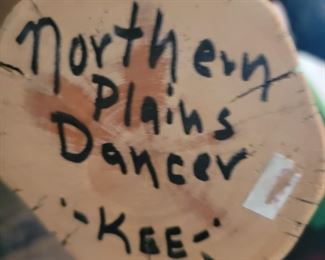 Northern
Plains
Dancer
-KEE-